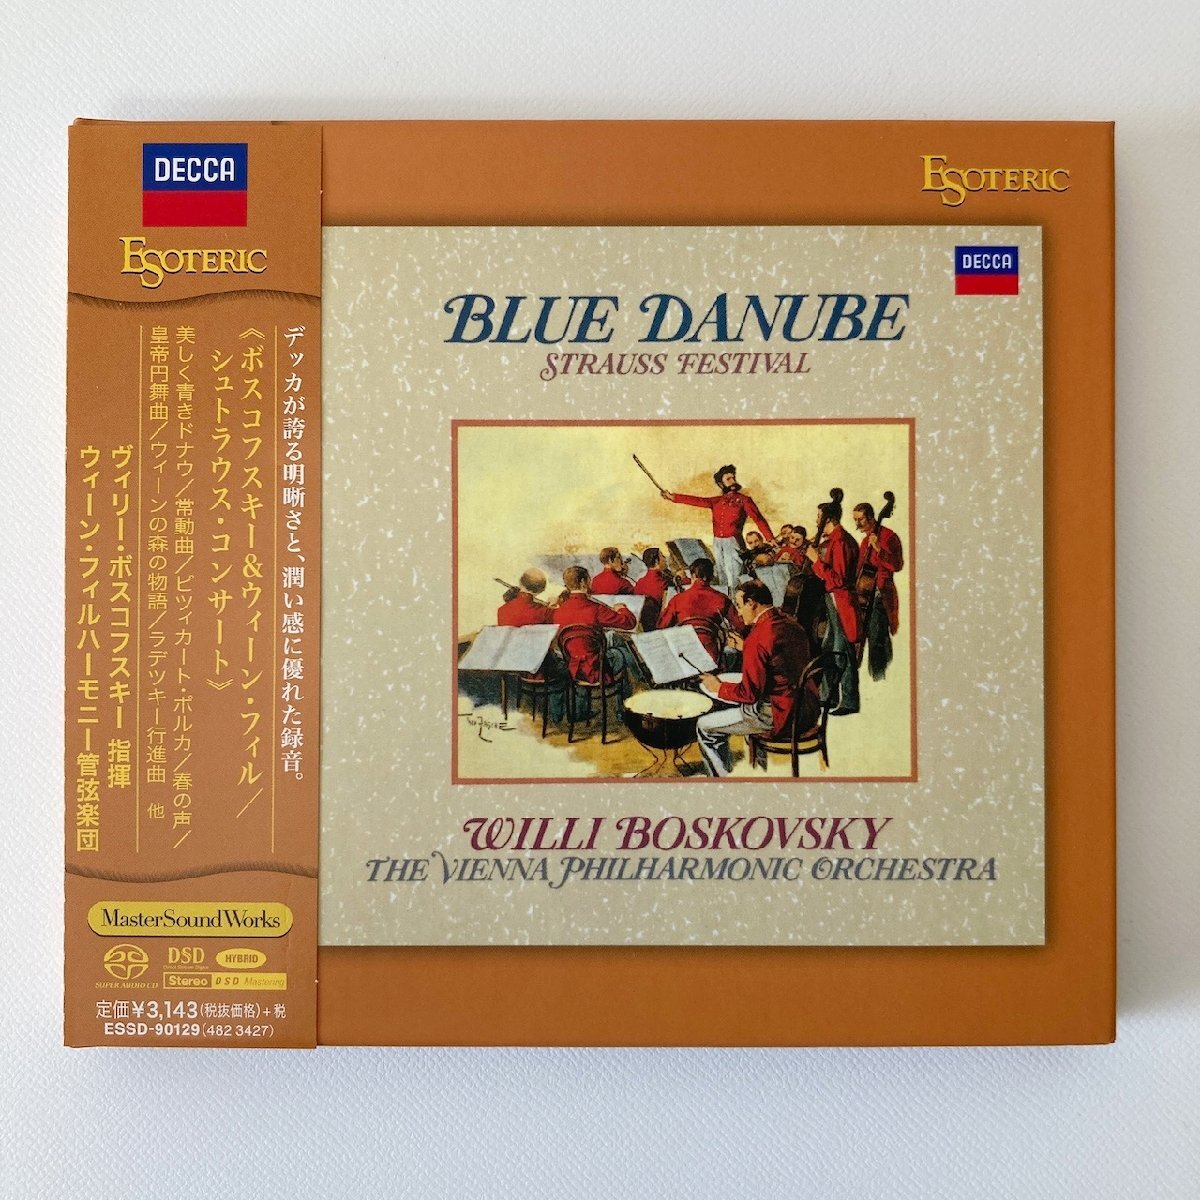 DECCA
ESOTERIC
デッカが誇る明晰さと、潤い感に優れた録音。
《ボスコフスキー&ウィーン・フィル/
シュトラウス・コンサート》
美しく青きドナウ/常動曲/ピツィカート・ポルカ/春の声/
皇帝円舞曲/ウィーンの森の物語/ラデツキー行進曲 他
ヴィリー・ボスコフスキー 指揮
ウィーン・フィルハーモニー管弦楽団
MasterSoundWorks
SUPER AUDIO CD
DSD
Direct Stream Digital
HYBRID
Stereo DSD Mastering
定価¥3,143(税抜価格)+税
ESSD-90129(482 3427)
ESOTERIC
DECCA
BLUE DANUBE
STRAUSS FESTIVAL
WILLI BOSKOVSKY
THE VIENNA PHILHARMONIC ORCHESTRA